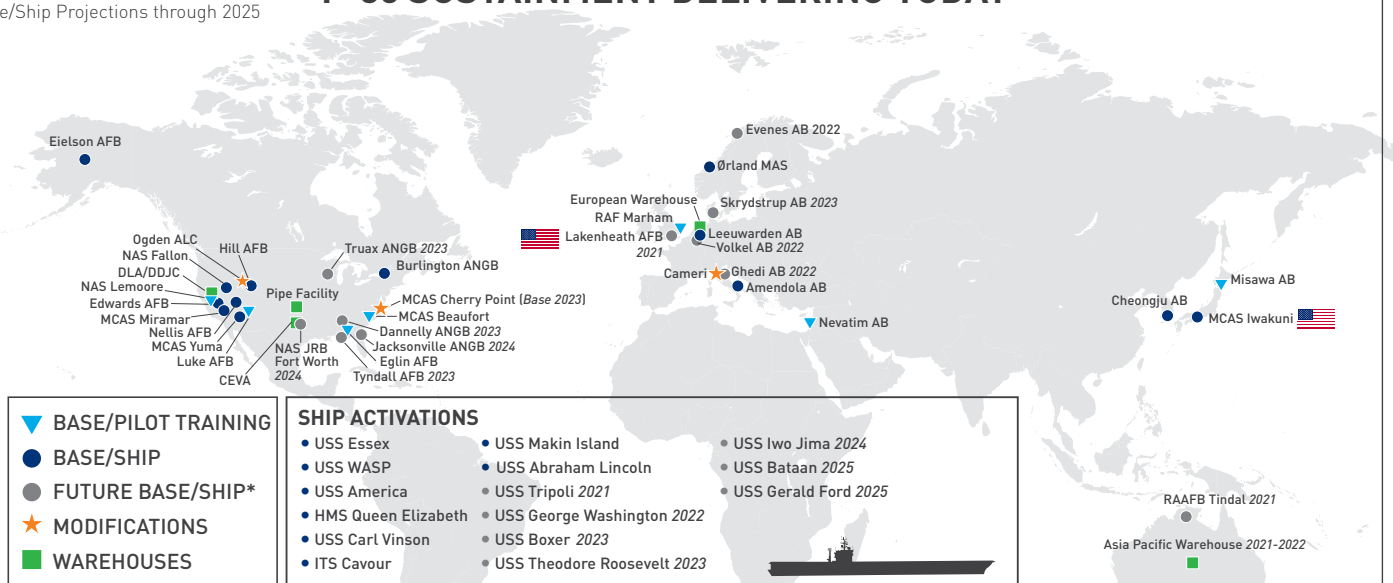 e/Ship Projections through 2025
SUSTAINMENT DELIVERING TODAY
Eielson AFB
Evenes AB 2022
Ørland MAS
European Warehouse
Skrydstrup AB 2023
RAF Marham
Lakenheath AFB
2021
Leeuwarden AB
Volkel AB 2022
Cameri
Ghedi AB 2022
Amendola AB
Nevatim AB
Misawa AB
Cheongju AB
MCAS Iwakuni
Ogden ALC
Hill AFB
NAS Fallon
DLA/DDJC
NAS Lemoore
Edwards AFB
MCAS Miramar
Nellis AFB
MCAS Yuma
Luke AFB
CEVA
Truax ANGB 2023
Burlington ANGB
Pipe Facility
NAS JRB
Fort Worth
2024
MCAS Cherry Point (Base 2023)
MCAS Beaufort
Dannelly ANGB 2023
Jacksonville ANGB 2024
Eglin AFB
Tyndall AFB 2023
RAAFB Tindal 2021
Asia Pacific Warehouse 2021-2022
BASE/PILOT TRAINING
BASE/SHIP
FUTURE BASE/SHIP*
MODIFICATIONS
WAREHOUSES
SHIP ACTIVATIONS
• USS Essex
• USS WASP
• USS America
• HMS Queen Elizabeth
• USS Carl Vinson
• ITS Cavour
• USS Makin Island
• USS Abraham Lincoln
• USS Tripoli 2021
• USS George Washington 2022
• USS Boxer 2023
• USS Theodore Roosevelt 2023
• USS Iwo Jima 2024
• USS Bataan 2025
• USS Gerald Ford 2025